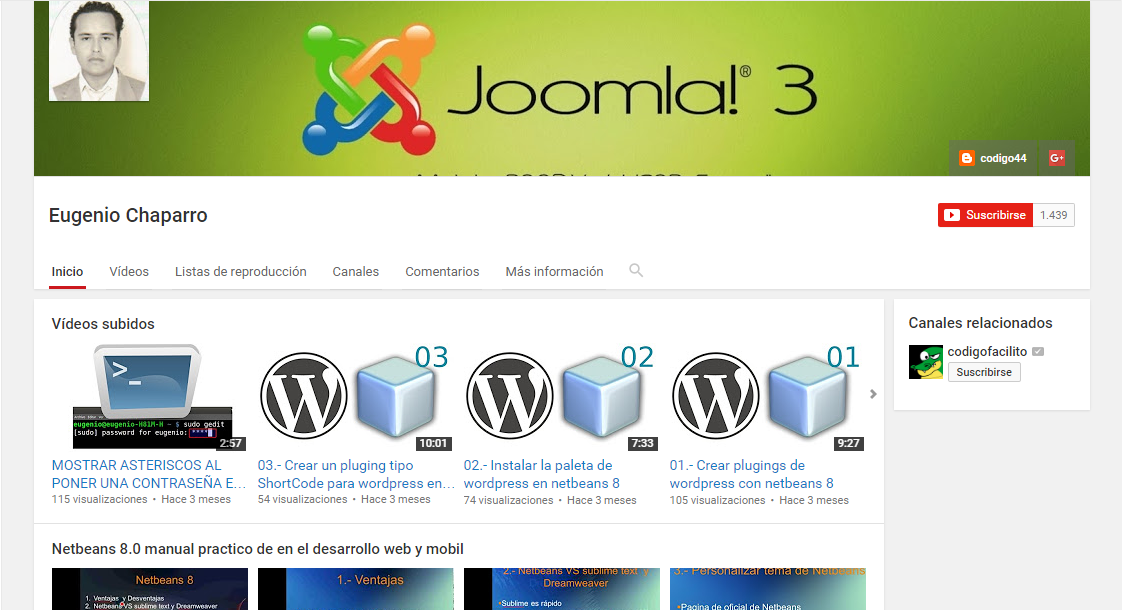 Joomla!® 3
codigo44
G+
Eugenio Chaparro
Suscribirse 1.439
Inicio Vídeos Listas de reproducción Canales Comentarios Más información
Vídeos subidos
Canales relacionados
codigofacilito
Suscribirse
>_
eugenio@eugenio-H81M-H ~ $ sudo gedit
[sudo] password for eugenio: ****
2:57
03
10:01
02
7:33
01
9:27
MOSTRAR ASTERISCOS AL
PONER UNA CONTRASEÑA E...
115 visualizaciones • Hace 3 meses
03.- Crear un pluging tipo
ShortCode para wordpress en...
54 visualizaciones • Hace 3 meses
02.- Instalar la paleta de
wordpress en netbeans 8
74 visualizaciones • Hace 3 meses
01.- Crear plugings de
wordpress con netbeans 8
105 visualizaciones • Hace 3 meses
Netbeans 8.0 manual practico de en el desarrollo web y mobil
Netbeans 8
1. Ventajas y Desventajas
2. Netbeans VS sublime text y Dreamweaver
1.- Ventajas
2.- Netbeans VS sublime text y
Dreamweaver
•Sublime es rápido
3.- Personalizar tema de Netbeans
•Pagina de oficial de Netbeans